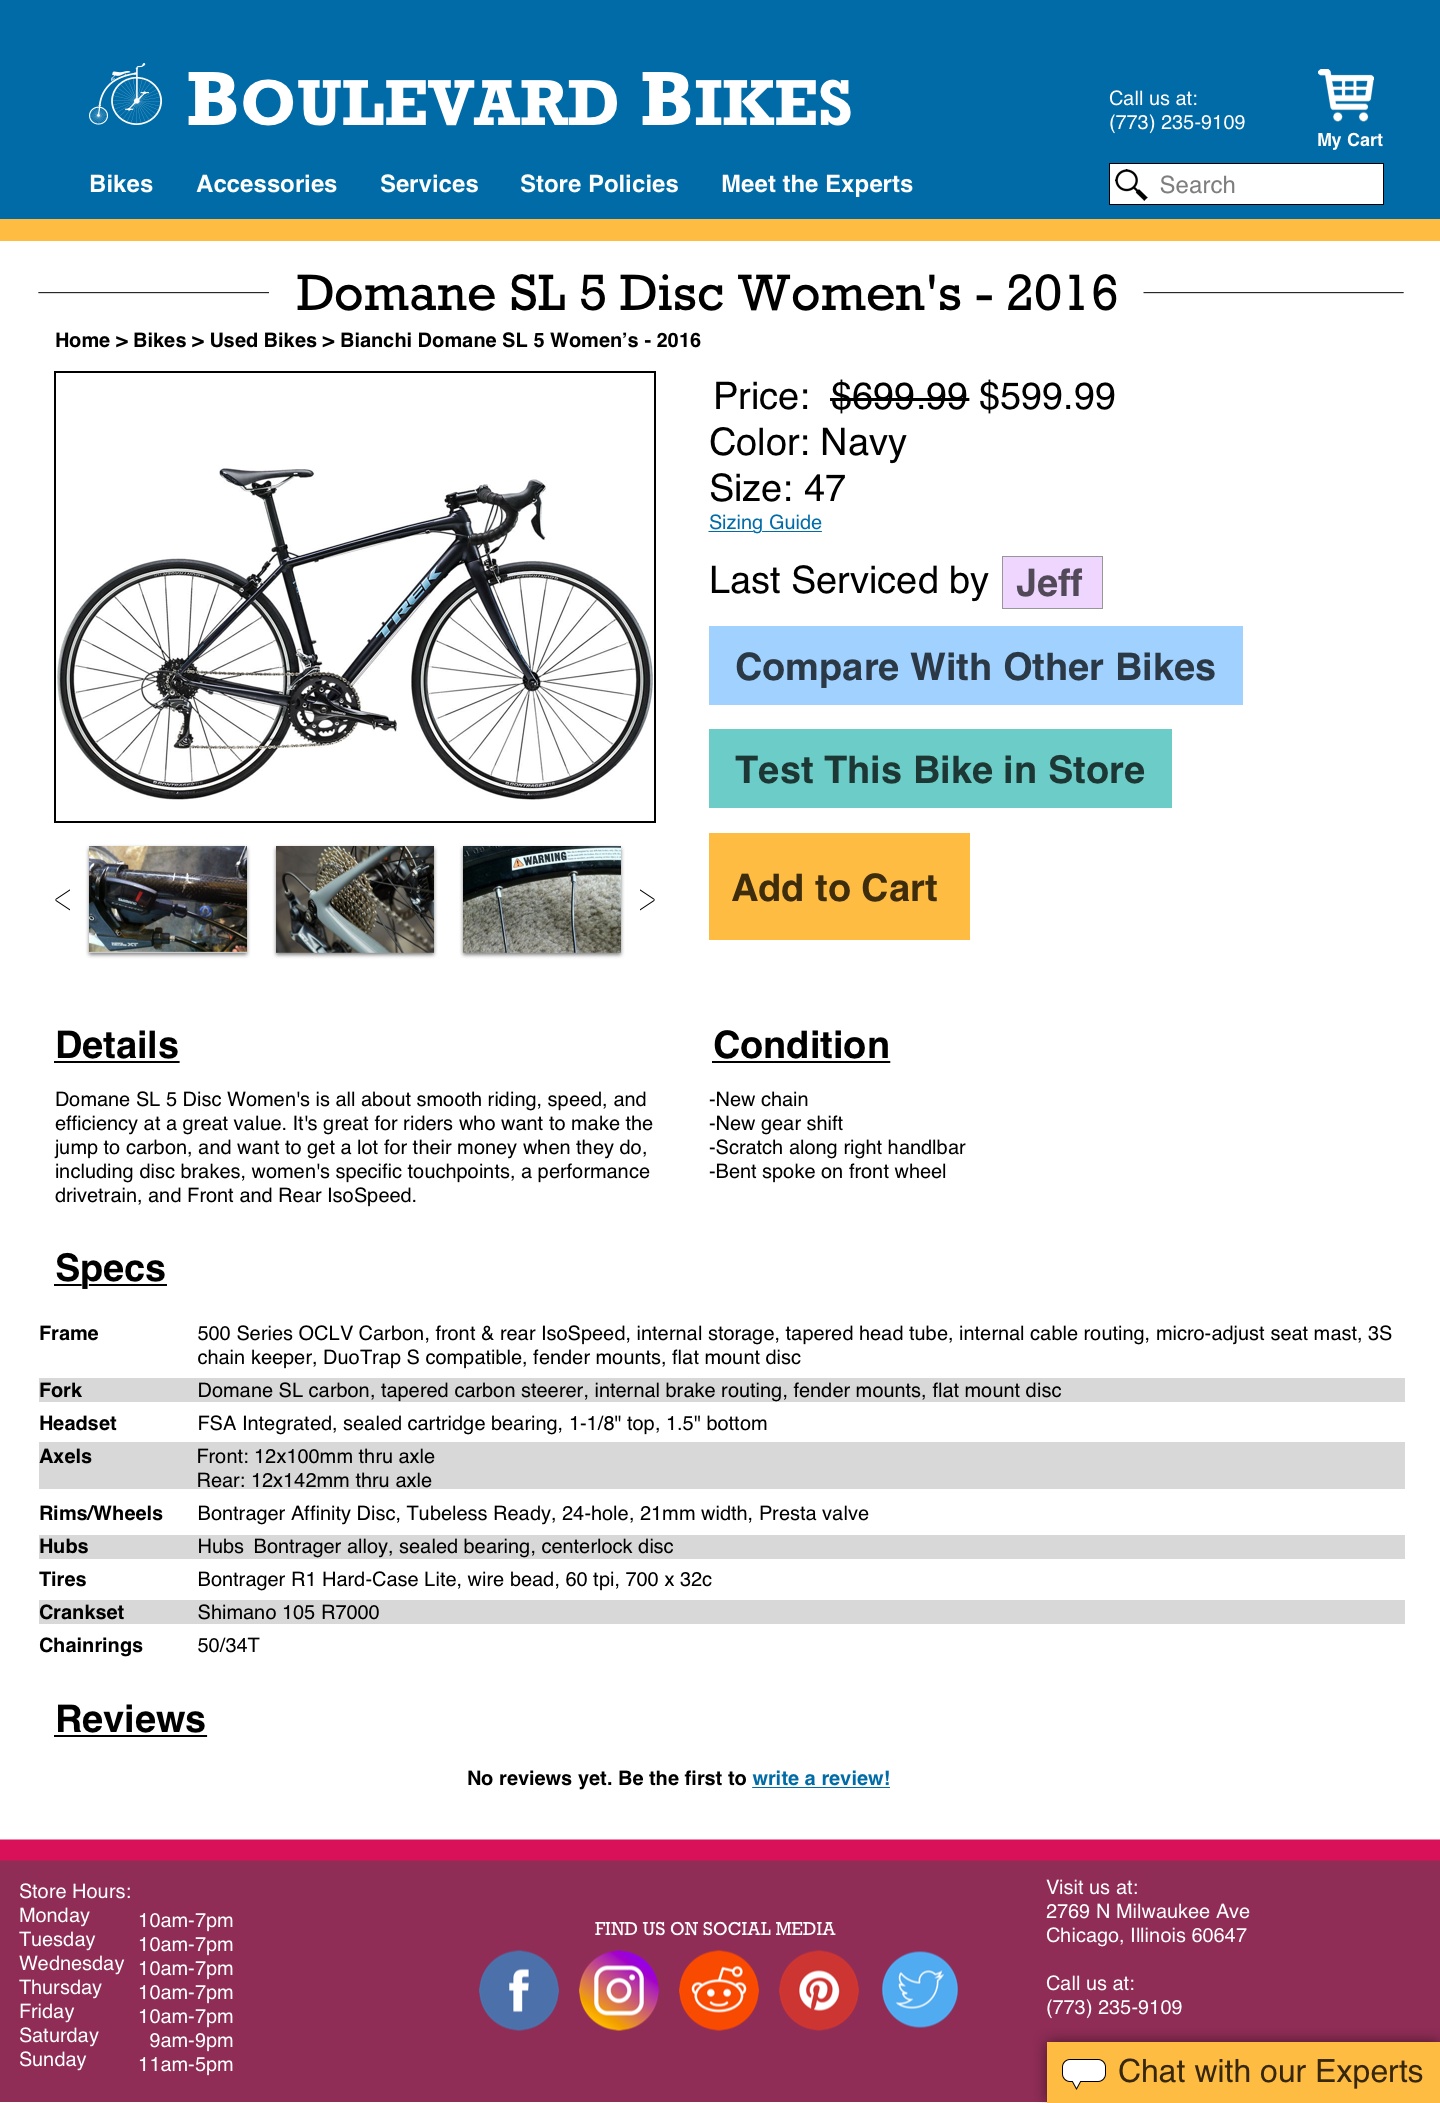 BOULEVARD BIKES
Call us at:
(773) 235-9109
My Cart
Bikes Accessories Services Store Policies Meet the Experts
Search
Domane SL 5 Disc Women's - 2016
Home > Bikes > Used Bikes > Bianchi Domane SL 5 Women’s - 2016
Price: $699.99 $599.99
Color: Navy
Size: 47
Sizing Guide
Last Serviced by Jeff
TREK
Compare With Other Bikes
Test This Bike in Store
Add to Cart
WARNING
Details
Domane SL 5 Disc Women's is all about smooth riding, speed, and
efficiency at a great value. It's great for riders who want to make the
jump to carbon, and want to get a lot for their money when they do,
including disc brakes, women's specific touchpoints, a performance
drivetrain, and Front and Rear IsoSpeed.
Condition
-New chain
-New gear shift
-Scratch along right handlbar
-Bent spoke on front wheel
Specs
Frame 500 Series OCLV Carbon, front & rear IsoSpeed, internal storage, tapered head tube, internal cable routing, micro-adjust seat mast, 3S
chain keeper, DuoTrap S compatible, fender mounts, flat mount disc
Fork Domane SL carbon, tapered carbon steerer, internal brake routing, fender mounts, flat mount disc
Headset FSA Integrated, sealed cartridge bearing, 1-1/8" top, 1.5" bottom
Axels Front: 12x100mm thru axle
Rear: 12x142mm thru axle
Rims/Wheels Bontrager Affinity Disc, Tubeless Ready, 24-hole, 21mm width, Presta valve
Hubs Hubs Bontrager alloy, sealed bearing, centerlock disc
Tires Bontrager R1 Hard-Case Lite, wire bead, 60 tpi, 700 x 32c
Crankset Shimano 105 R7000
Chainrings 50/34T
Reviews
No reviews yet. Be the first to write a review!
Store Hours:
Monday 10am-7pm
Tuesday 10am-7pm
Wednesday 10am-7pm
Thursday 10am-7pm
Friday 10am-7pm
Saturday 9am-9pm
Sunday 11am-5pm
FIND US ON SOCIAL MEDIA
Visit us at:
2769 N Milwaukee Ave
Chicago, Illinois 60647
Call us at:
(773) 235-9109
Chat with our Experts